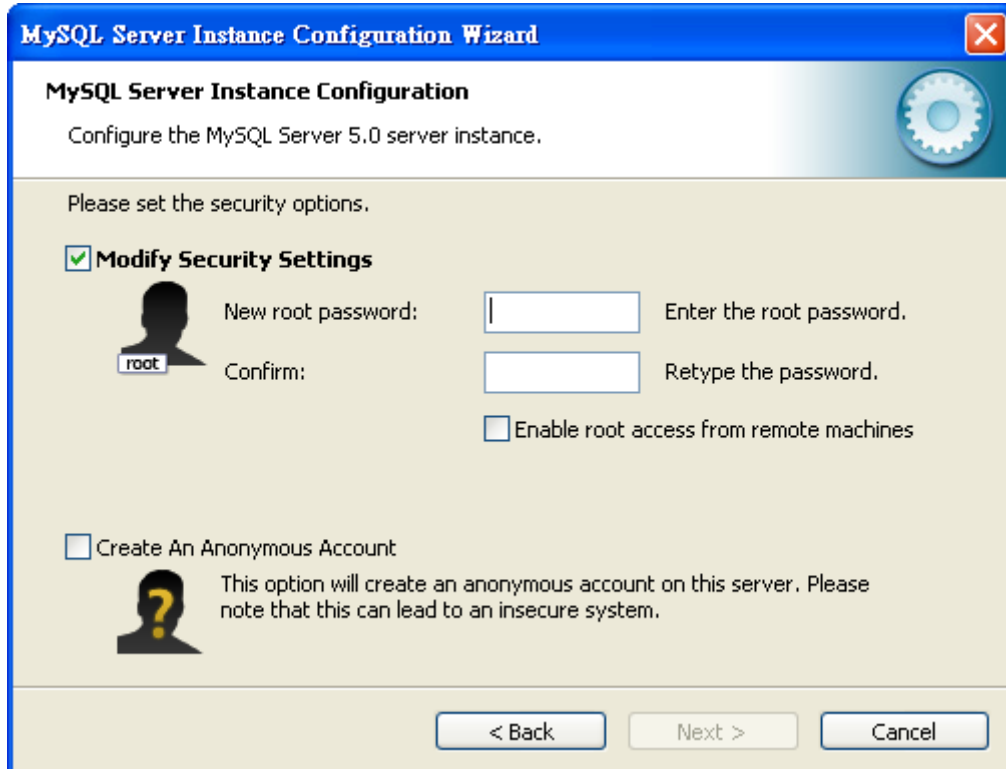 MySQL Server Instance Configuration Wizard
MySQL Server Instance Configuration
Configure the MySQL Server 5.0 server instance.
Please set the security options.
Modify Security Settings
root
New root password:
Enter the root password.
Confirm:
Retype the password.
Enable root access from remote machines
Create An Anonymous Account
?
This option will create an anonymous account on this server. Please
note that this can lead to an insecure system.
< Back
Next >
Cancel